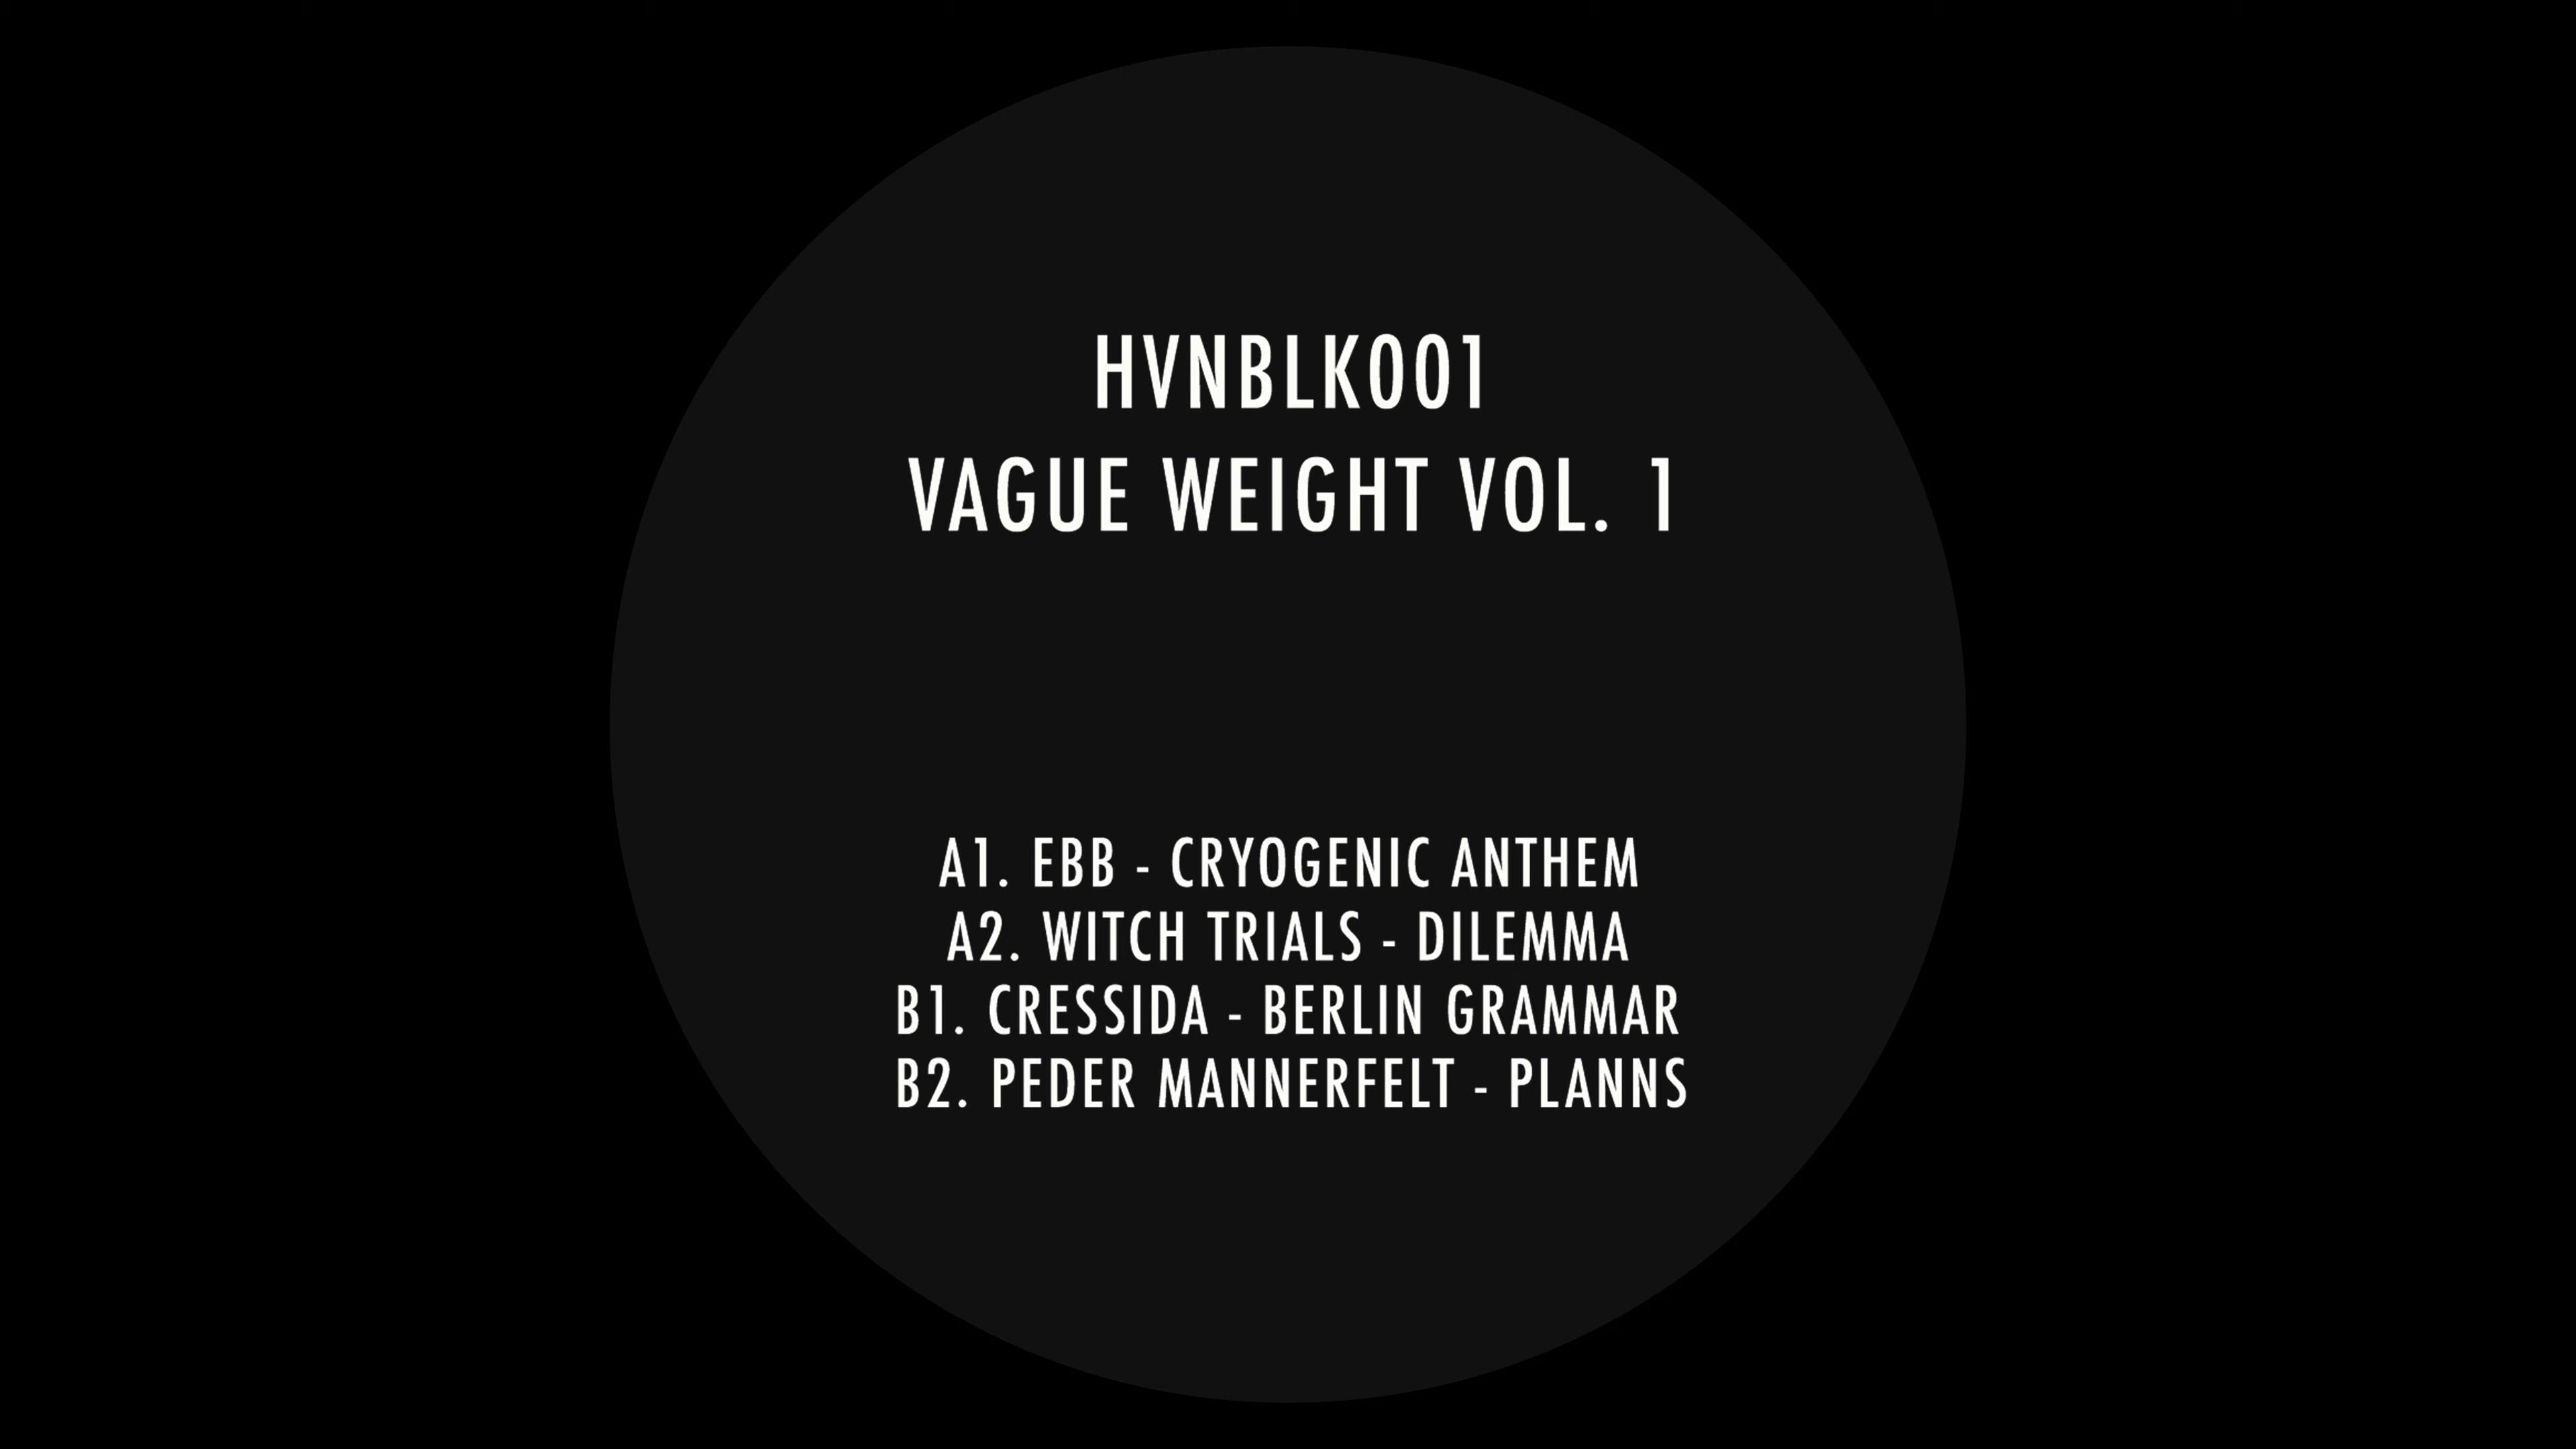 HVNBLK001
VAGUE WEIGHT VOL. 1
A1. EBB - CRYOGENIC ANTHEM
A2. WITCH TRIALS - DILEMMA
B1. CRESSIDA - BERLIN GRAMMAR
B2. PEDER MANNERFELT - PLANNS